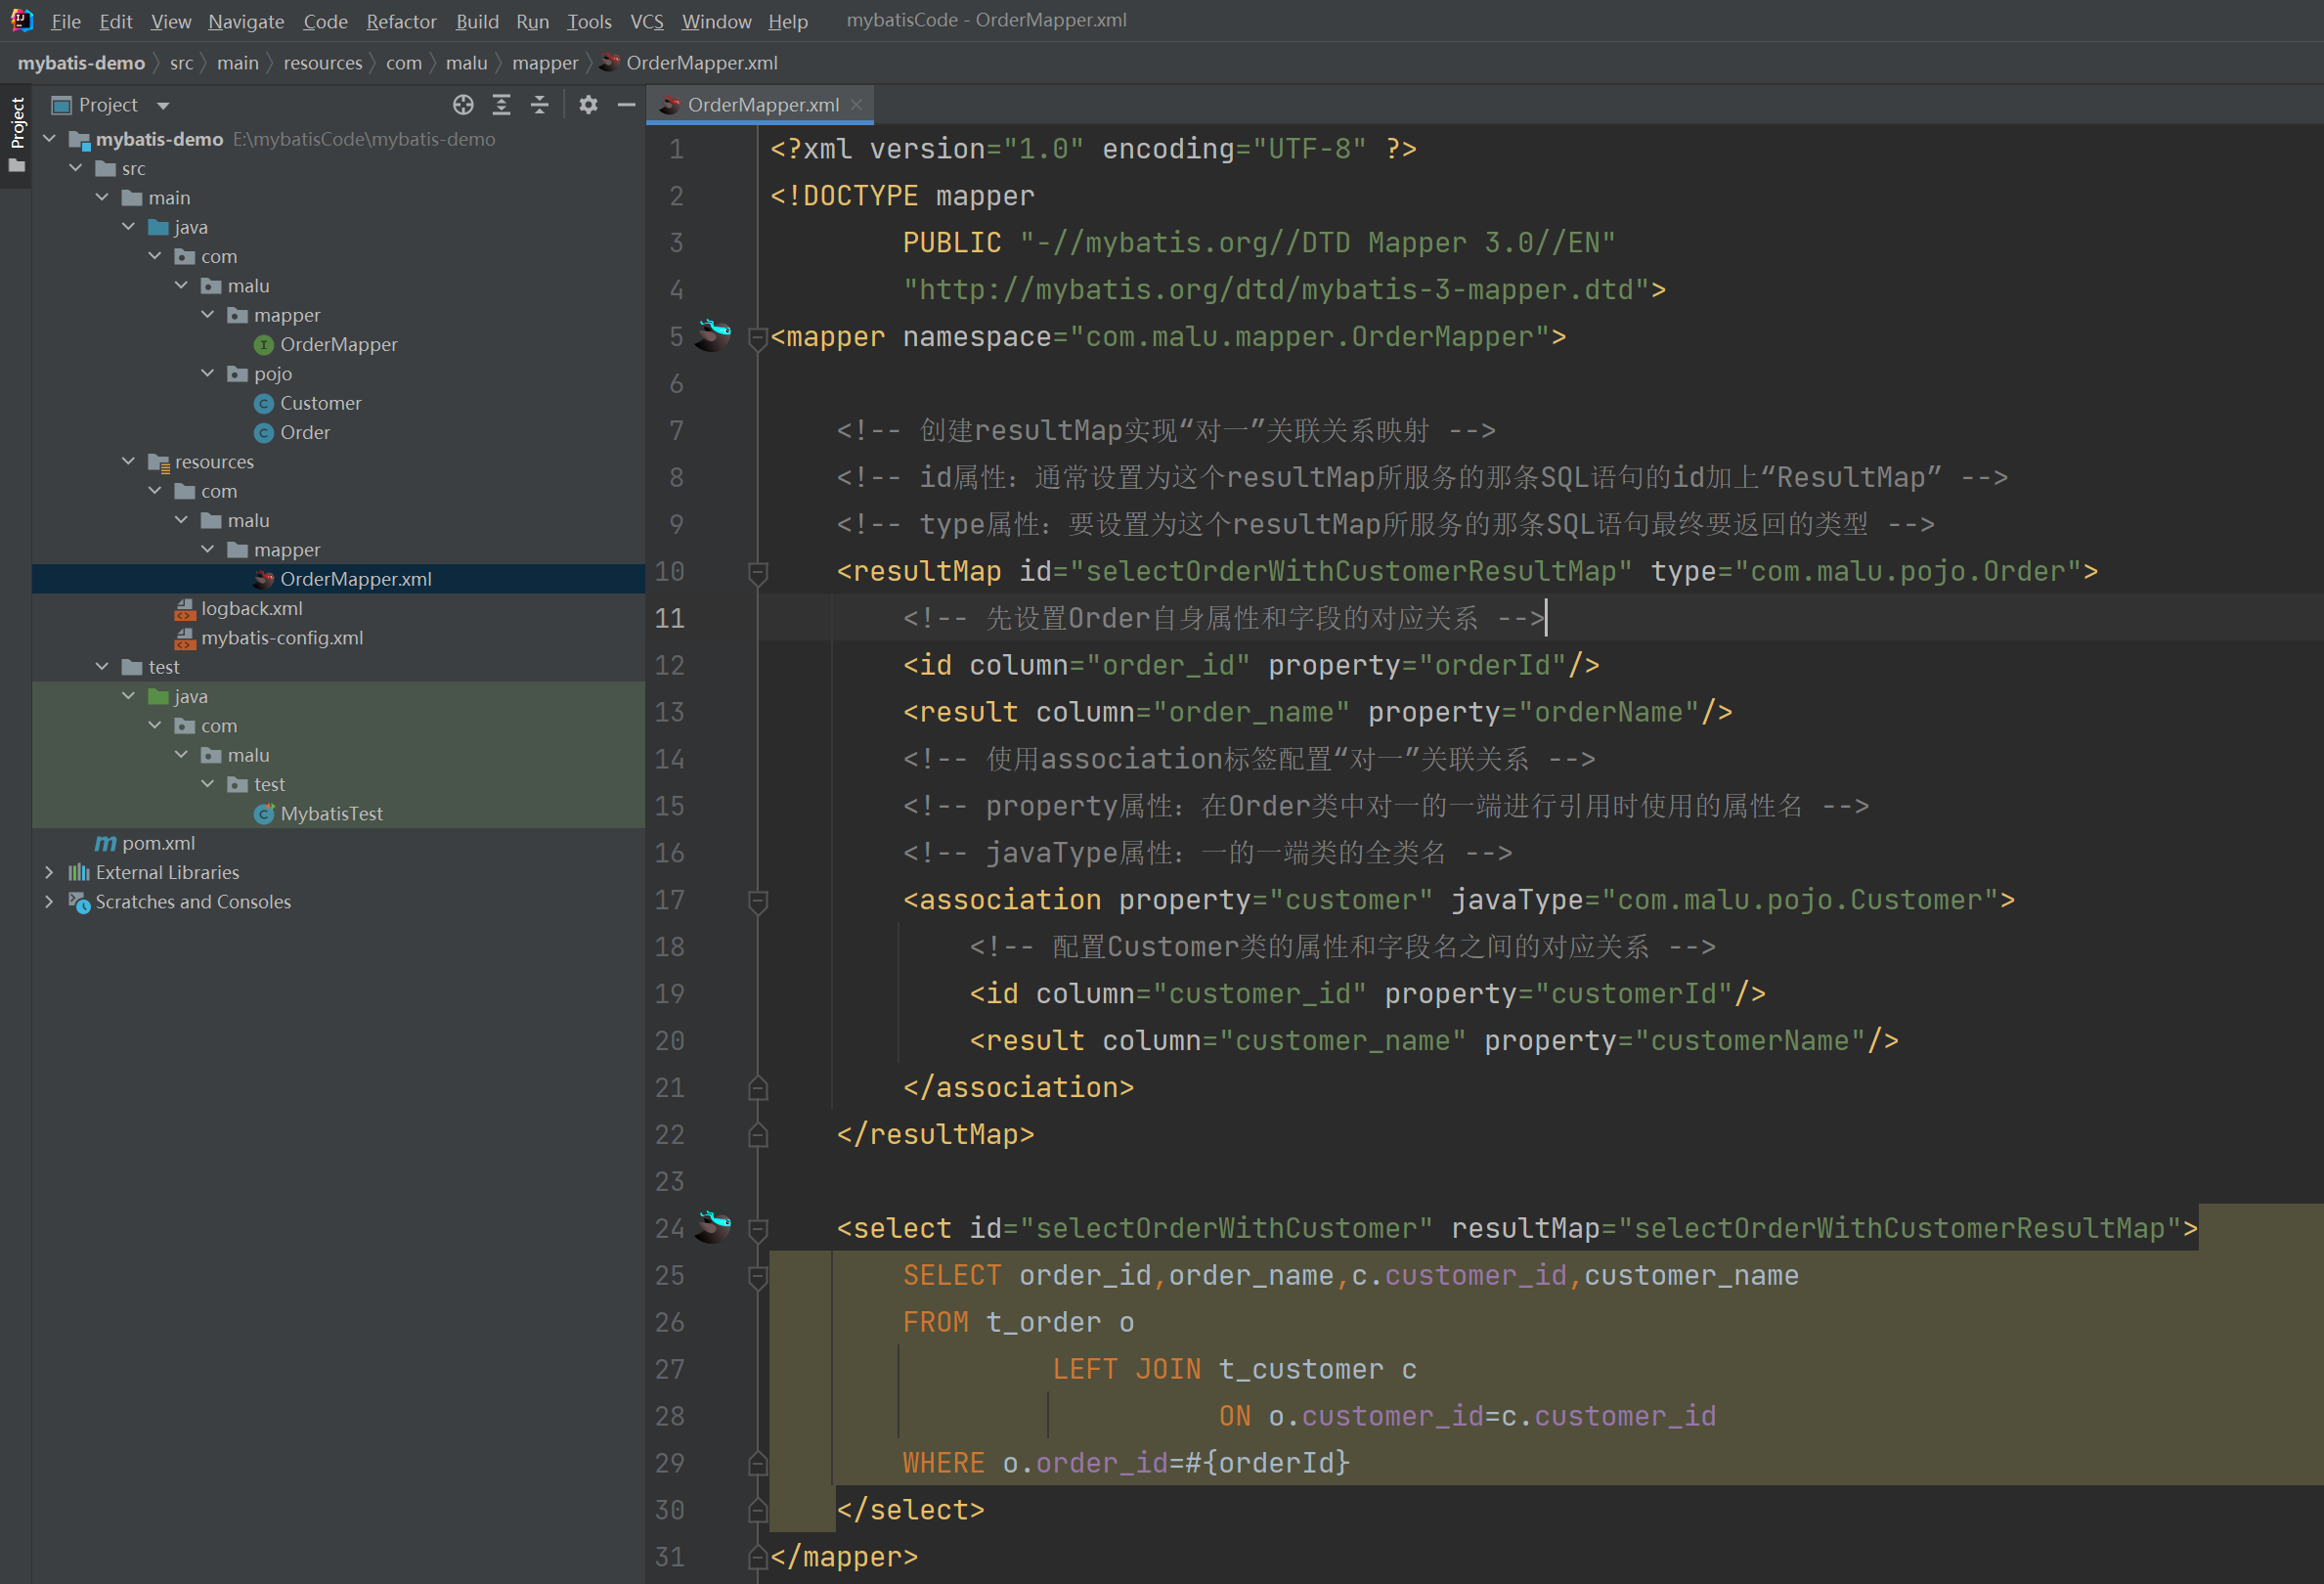 File Edit View Navigate Code Refactor Build Run Tools VCS Window Help mybatisCode - OrderMapper.xml
mybatis-demo src main resources com malu mapper OrderMapper.xml
Project
Project
mybatis-demo E:\mybatisCode\mybatis-demo
src
main
java
com
malu
mapper
OrderMapper
pojo
Customer
Order
resources
com
malu
mapper
OrderMapper.xml
logback.xml
mybatis-config.xml
test
java
com
malu
test
MybatisTest
pom.xml
External Libraries
Scratches and Consoles
OrderMapper.xml
1 <?xml version="1.0" encoding="UTF-8" ?>
2 <!DOCTYPE mapper
3 PUBLIC "-//mybatis.org//DTD Mapper 3.0//EN"
4 "http://mybatis.org/dtd/mybatis-3-mapper.dtd">
5 <mapper namespace="com.malu.mapper.OrderMapper">
6
7 <!-- 创建resultMap实现“对一”关联关系映射 -->
8 <!-- id属性：通常设置为这个resultMap所服务的那条SQL语句的id加上“ResultMap” -->
9 <!-- type属性：要设置为这个resultMap所服务的那条SQL语句最终要返回的类型 -->
10 <resultMap id="selectOrderWithCustomerResultMap" type="com.malu.pojo.Order">
11 <!-- 先设置Order自身属性和字段的对应关系 -->
12 <id column="order_id" property="orderId"/>
13 <result column="order_name" property="orderName"/>
14 <!-- 使用association标签配置“对一”关联关系 -->
15 <!-- property属性：在Order类中对一的一端进行引用时使用的属性名 -->
16 <!-- javaType属性：一的一端类的全类名 -->
17 <association property="customer" javaType="com.malu.pojo.Customer">
18 <!-- 配置Customer类的属性和字段名之间的对应关系 -->
19 <id column="customer_id" property="customerId"/>
20 <result column="customer_name" property="customerName"/>
21 </association>
22 </resultMap>
23
24 <select id="selectOrderWithCustomer" resultMap="selectOrderWithCustomerResultMap">
25 SELECT order_id,order_name,c.customer_id,customer_name
26 FROM t_order o
27 LEFT JOIN t_customer c
28 ON o.customer_id=c.customer_id
29 WHERE o.order_id=#{orderId}
30 </select>
31 </mapper>